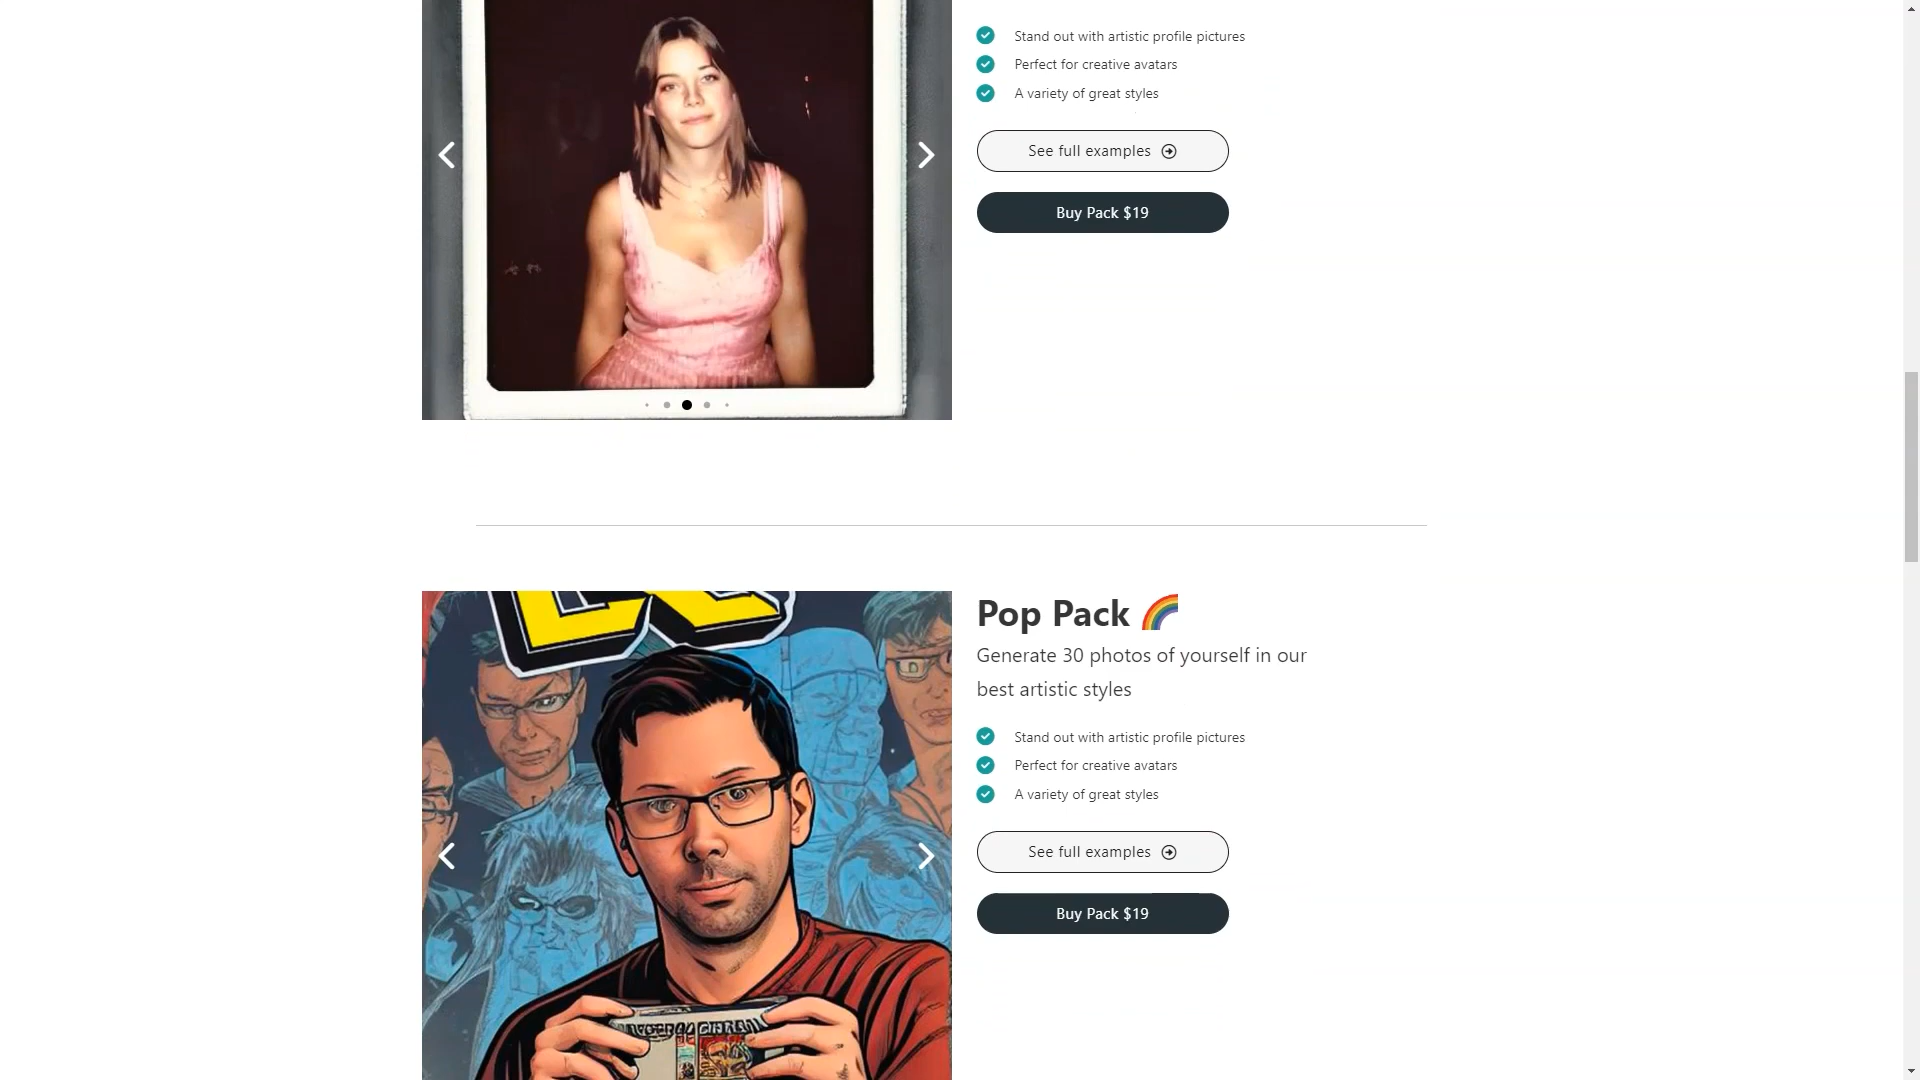 Stand out with artistic profile pictures
Perfect for creative avatars
A variety of great styles
See full examples
Buy Pack $19
Pop Pack 🌈
Generate 30 photos of yourself in our
best artistic styles
Stand out with artistic profile pictures
Perfect for creative avatars
A variety of great styles
See full examples
Buy Pack $19